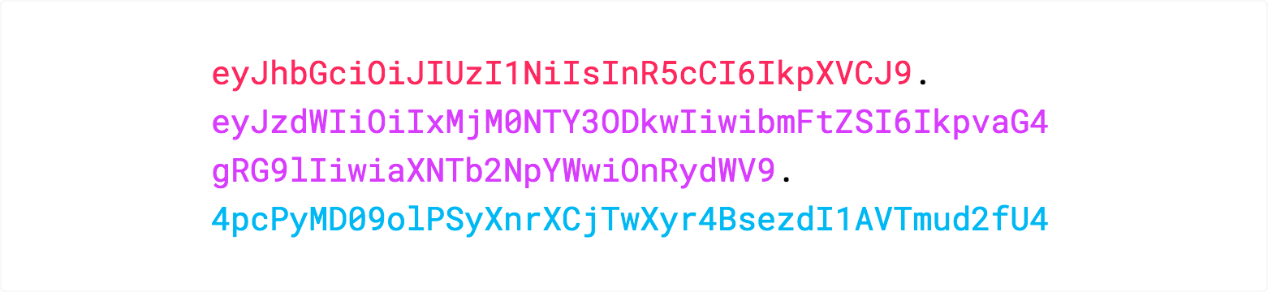 eyJhbGciOiJIUzI1NiIsInR5cCI6IkpXVCJ9.
eyJzdWIiOiIxMjM0NTY3ODkwIiwibmFtZSI6IkpvaG4
gRG9lIiwiaXNTb2NpYWwiOnRydWV9.
4pcPyMD09olPSyXnrXCjTwXyr4BsezdI1AVTmud2fU4